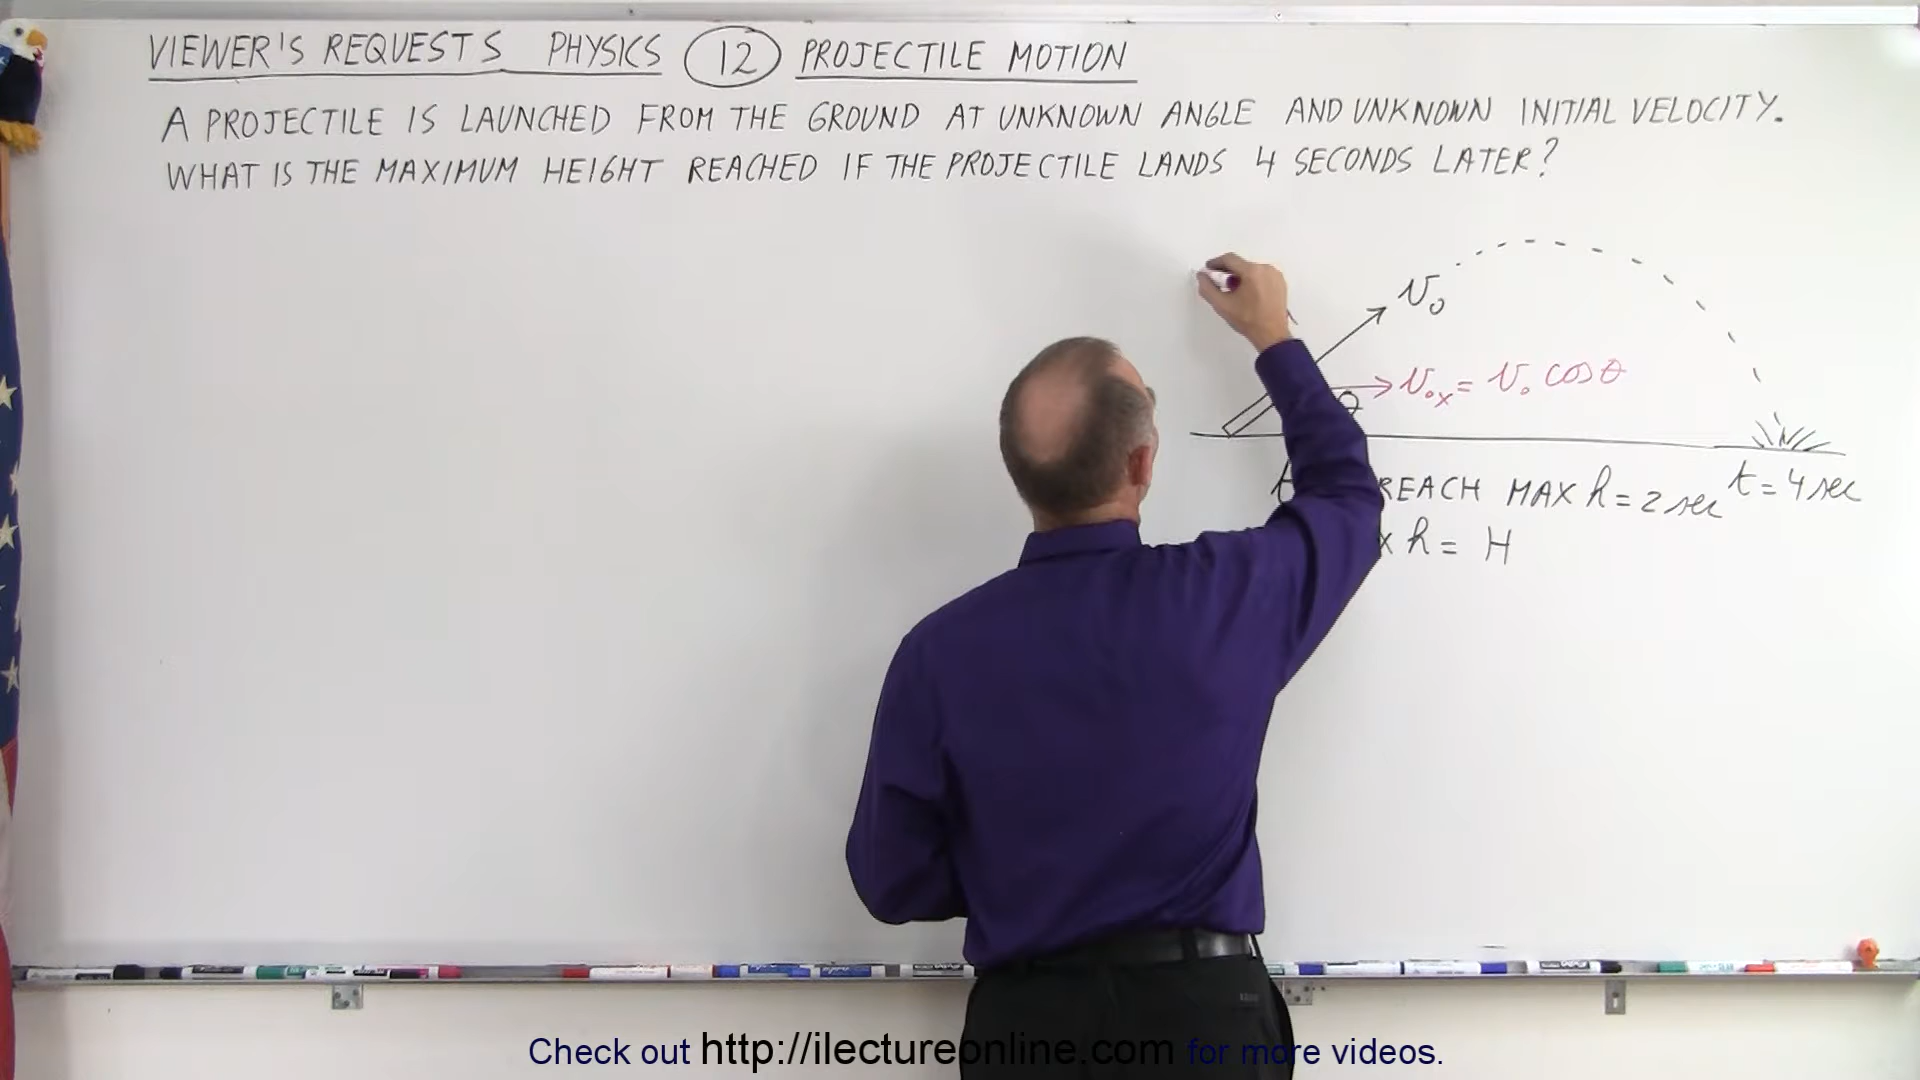 VIEWER'S REQUESTS PHYSICS 12 PROJECTILE MOTION
A PROJECTILE IS LAUNCHED FROM THE GROUND AT UNKNOWN ANGLE AND UNKNOWN INITIAL VELOCITY.
WHAT IS THE MAXIMUM HEIGHT REACHED IF THE PROJECTILE LANDS 4 SECONDS LATER?
v₀
v₀ₓ = v₀ cos θ
θ
REACH MAX h = 2 sec
t = 4 sec
x h = H
Check out http://ilectureonline.com for more videos.